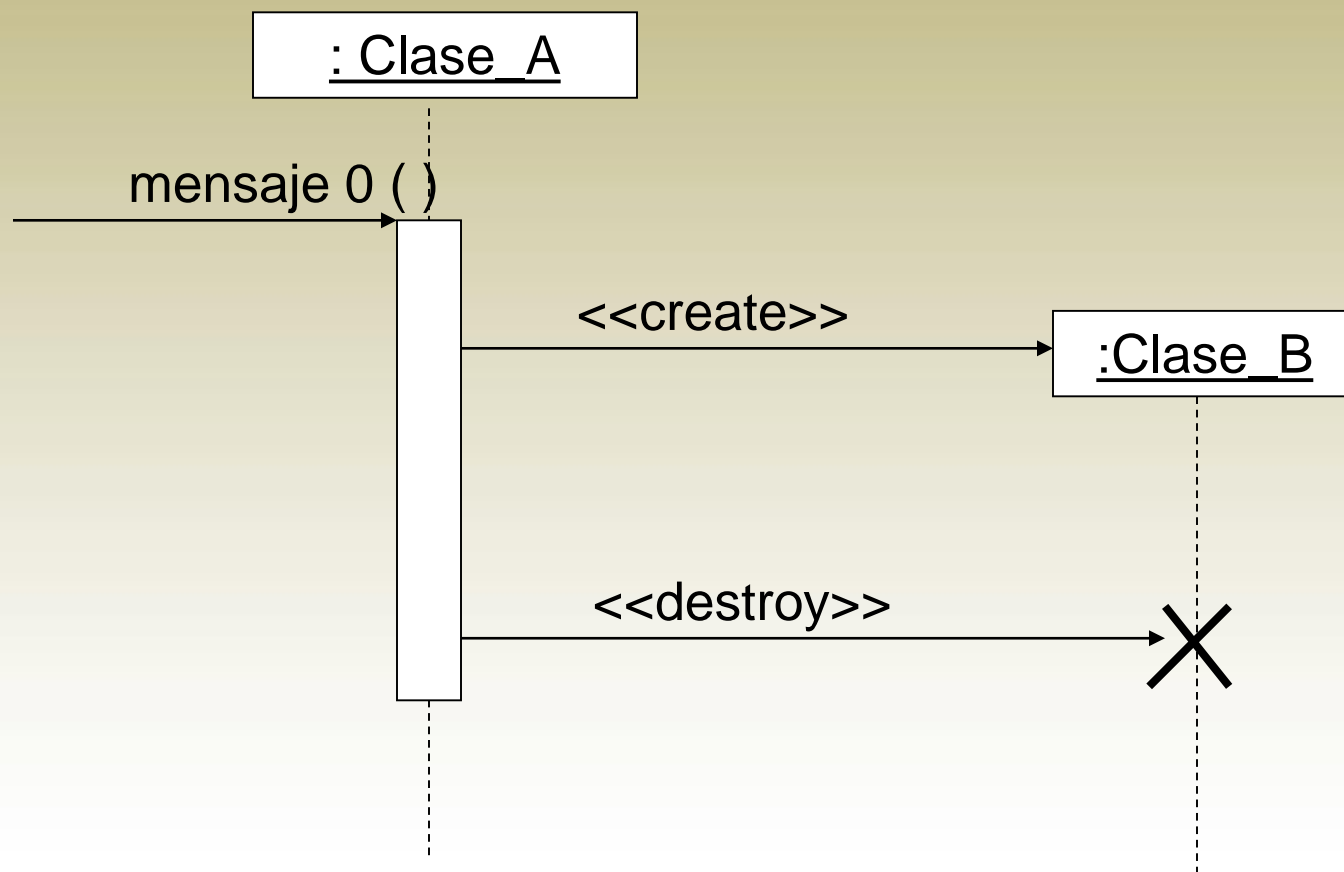 : Clase_A
mensaje 0 ( )
<<create>>
:Clase_B
<<destroy>>